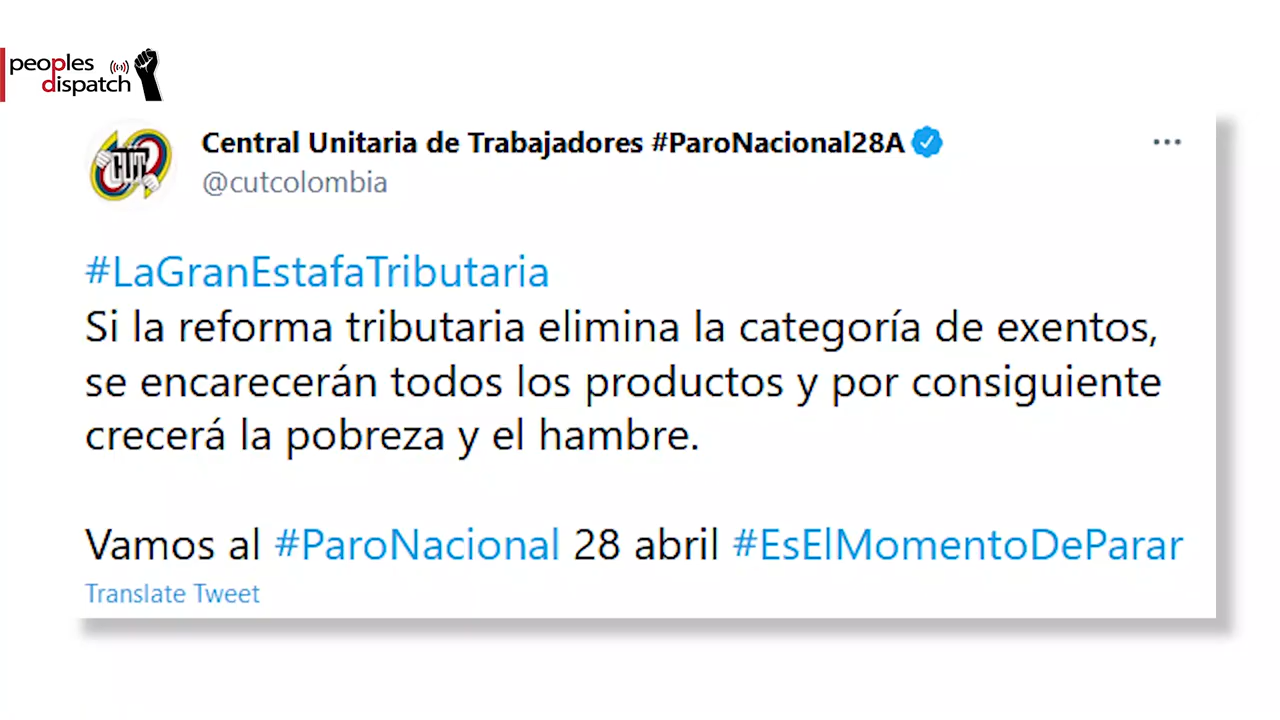 peoples
dispatch
CUT
Central Unitaria de Trabajadores #ParoNacional28A
@cutcolombia
#LaGranEstafaTributaria
Si la reforma tributaria elimina la categoría de exentos,
se encarecerán todos los productos y por consiguiente
crecerá la pobreza y el hambre.
Vamos al #ParoNacional 28 abril #EsElMomentoDeParar
Translate Tweet